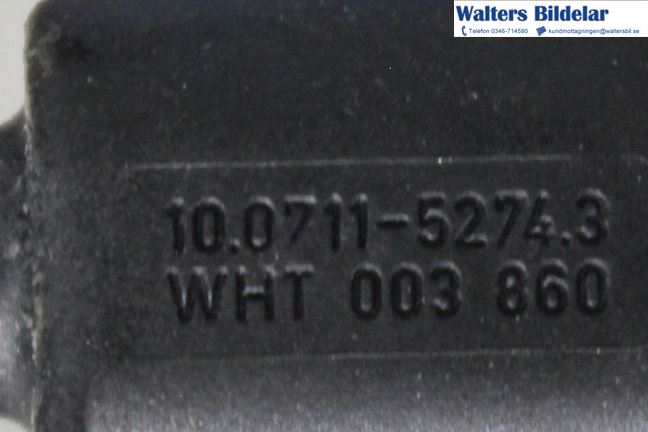 Walters Bildelar
Telefon 0346-714580 kundmottagningen@waltersbil.se
10.0711-5274.3
WHT 003 860